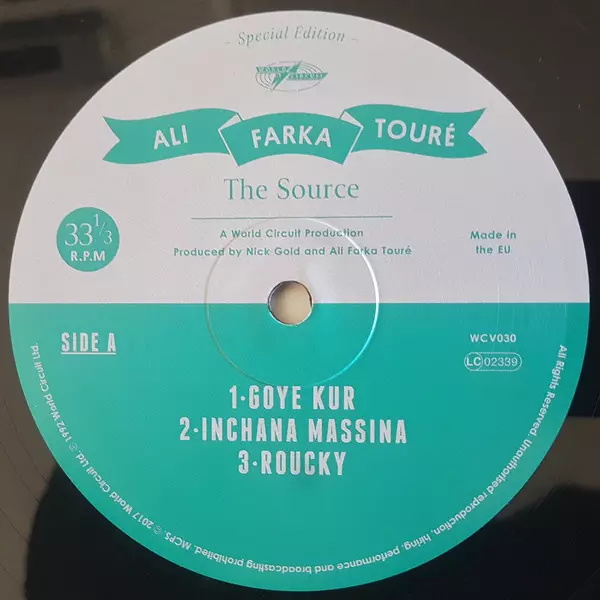 - Special Edition -
WORLD CIRCUIT
ALI FARKA TOURÉ
The Source
A World Circuit Production
Produced by Nick Gold and Ali Farka Touré
33 1/3
R.P.M
Made in
the EU
SIDE A
WCV030
LC 02339
1·GOYE KUR
2·INCHANA MASSINA
3·ROUCKY
All Rights Reserved. Unauthorised reproduction, hiring, performance and broadcasting prohibited. MCPS. © 2017 World Circuit Ltd. ℗ 1992 World Circuit Ltd.